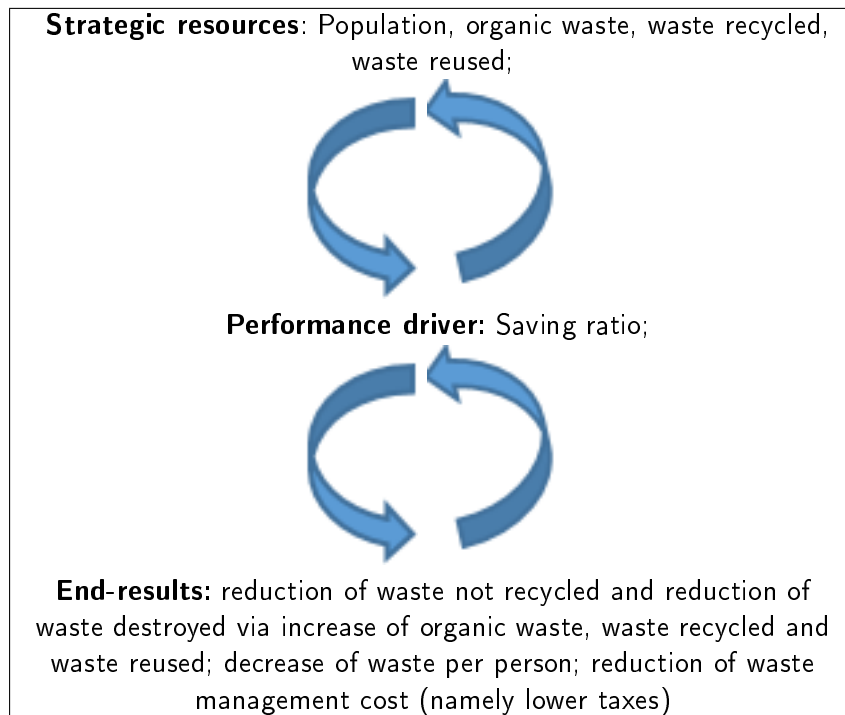 Strategic resources: Population, organic waste, waste recycled,
waste reused;
Performance driver: Saving ratio;
End-results: reduction of waste not recycled and reduction of
waste destroyed via increase of organic waste, waste recycled and
waste reused; decrease of waste per person; reduction of waste
management cost (namely lower taxes)